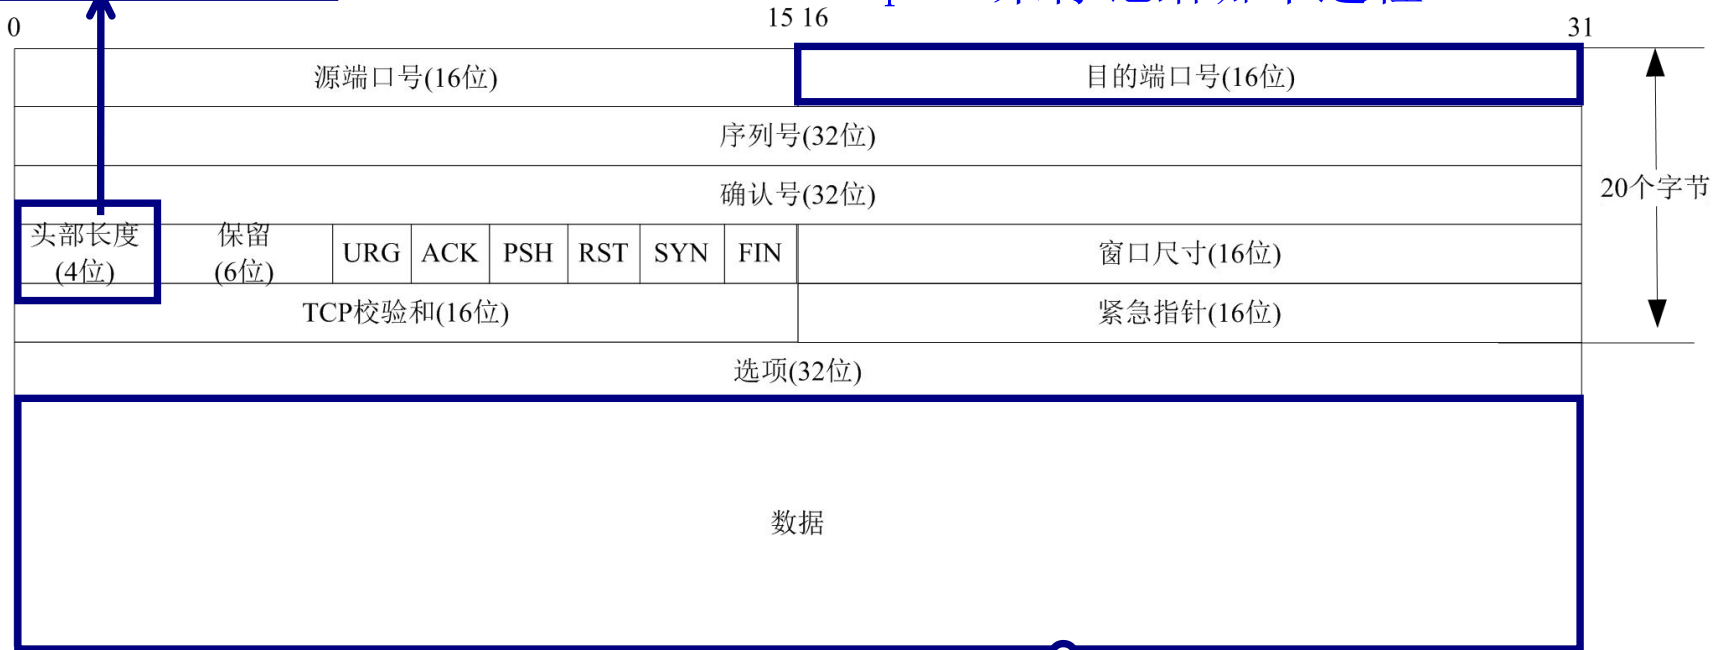 0
15 16
31
源端口号(16位)
目的端口号(16位)
序列号(32位)
确认号(32位)
20个字节
头部长度
(4位)
保留
(6位)
URG
ACK
PSH
RST
SYN
FIN
窗口尺寸(16位)
TCP校验和(16位)
紧急指针(16位)
选项(32位)
数据